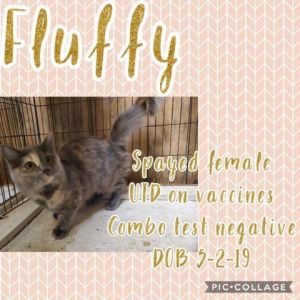 Fluffy
Spayed female
UTD on vaccines
Combo test negative
DOB 5-2-19
PIC•COLLAGE